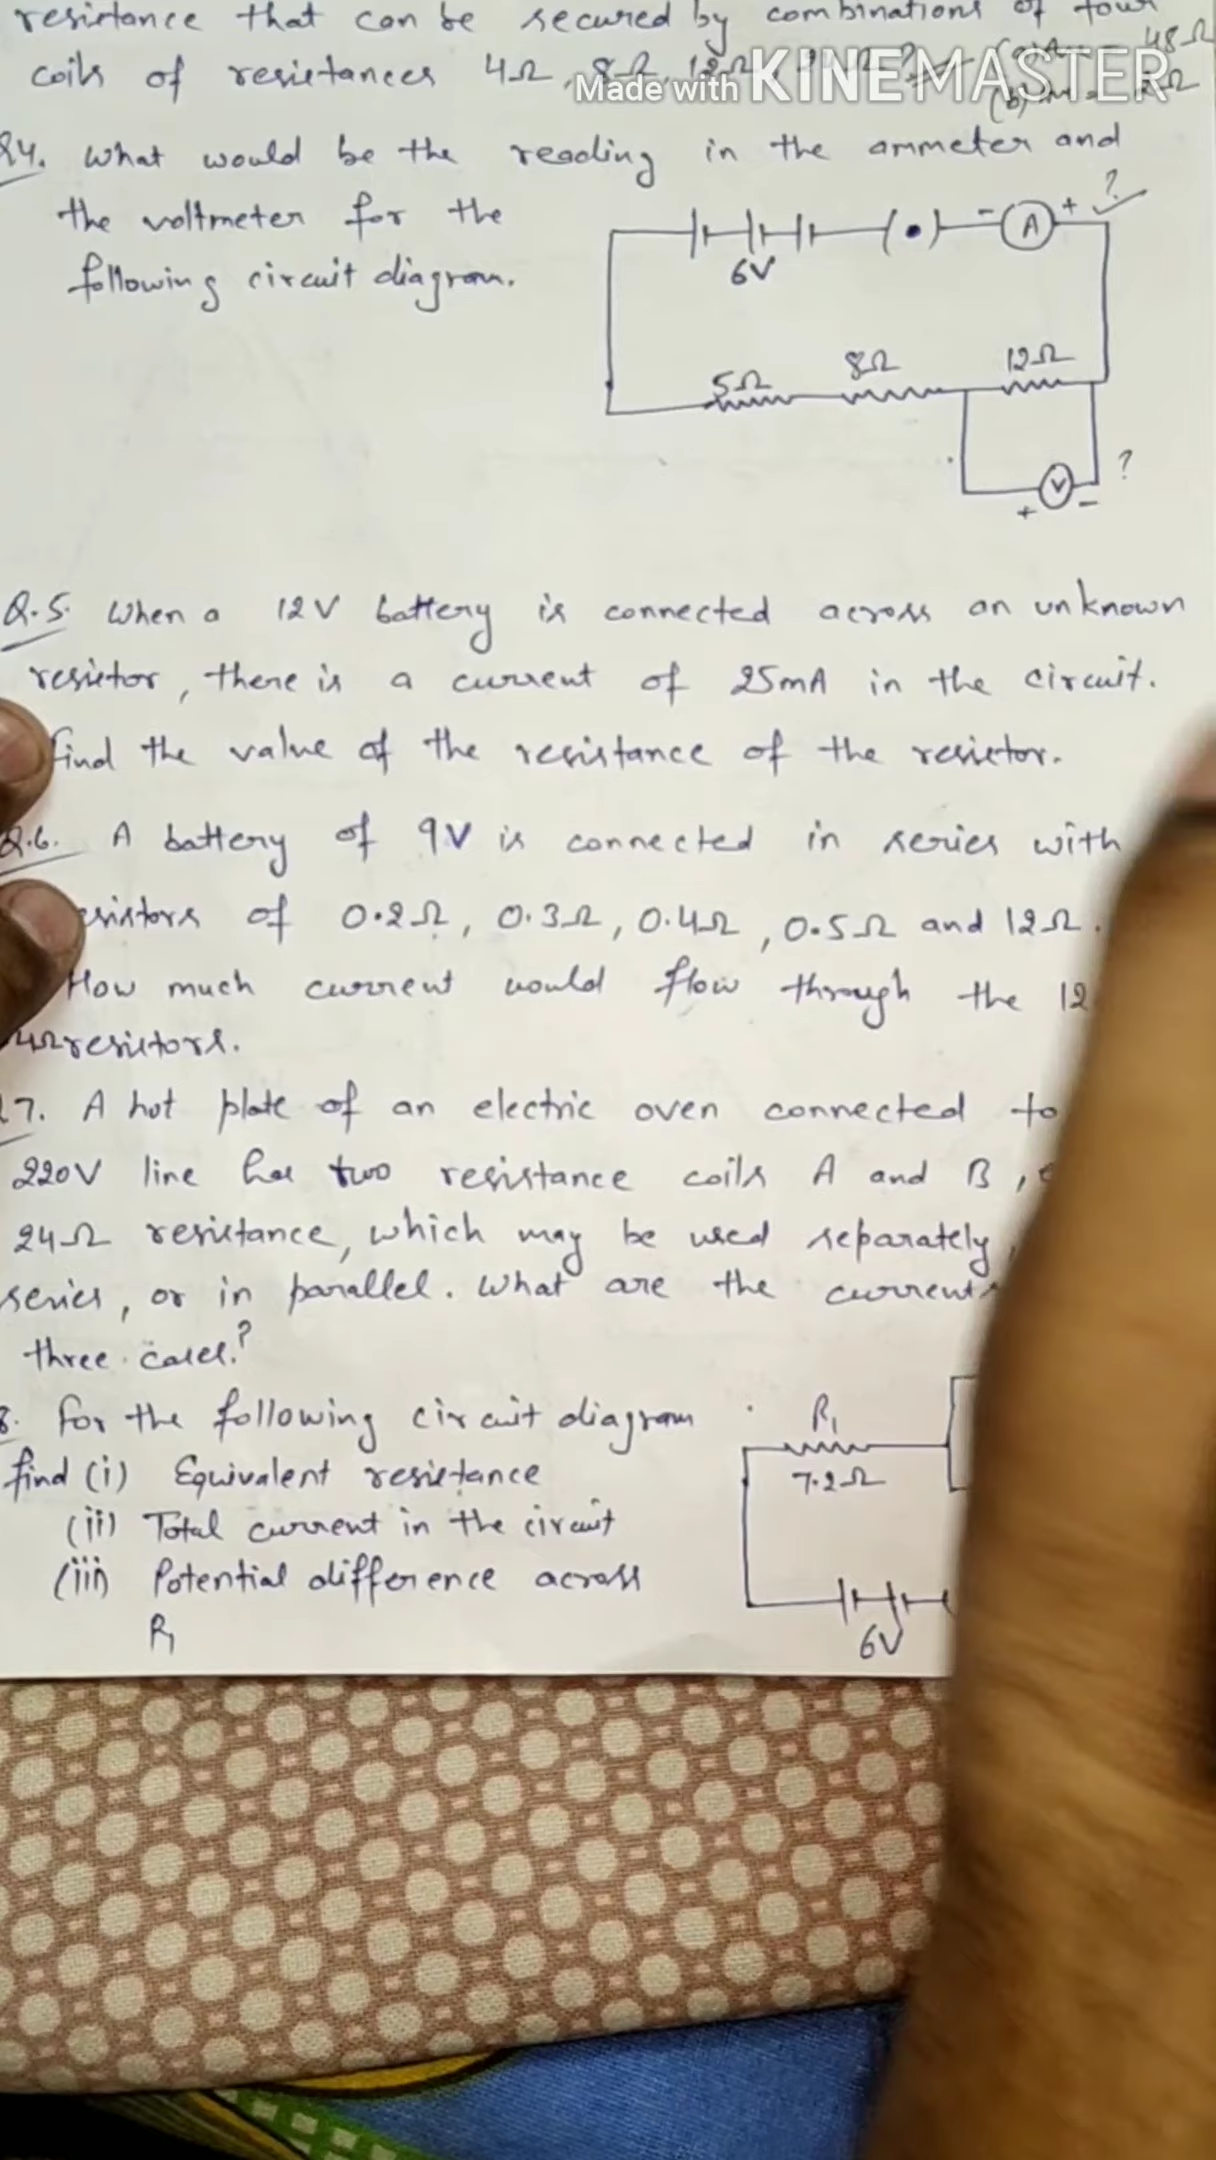 resistance that can be secured by combinations of four
coils of resistances 4Ω, 8Ω, 12Ω, 48Ω
Made with KINEMASTER
(b)
Q4. What would be the reading in the ammeter and
the voltmeter for the
following circuit diagram.
?
- A +
6V
5Ω 8Ω 12Ω
?
+ V -
Q.5. When a 12V battery is connected across an unknown
resistor, there is a current of 25mA in the circuit.
find the value of the resistance of the resistor.
Q.6. A battery of 9V is connected in series with
of 0.2Ω, 0.3Ω, 0.4Ω, 0.5Ω and 12Ω.
How much current would flow through the 12
resistors.
7. A hot plate of an electric oven connected to
220V line has two resistance coils A and B,
24Ω resistance, which may be used separately,
series, or in parallel. What are the currents
three cases?
8. for the following circuit diagram
find (i) Equivalent resistance
(ii) Total current in the circuit
(iii) Potential difference across
R1
R1
7.2Ω
6V